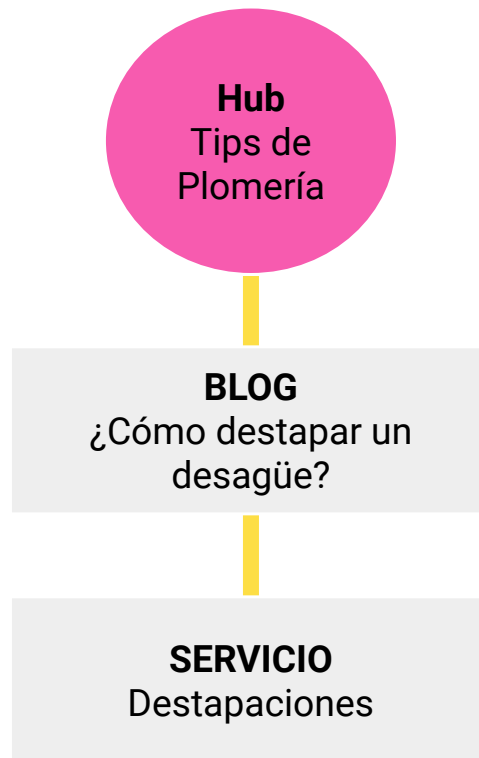 Hub
Tips de
Plomería
BLOG
¿Cómo destapar un
desagüe?
SERVICIO
Destapaciones